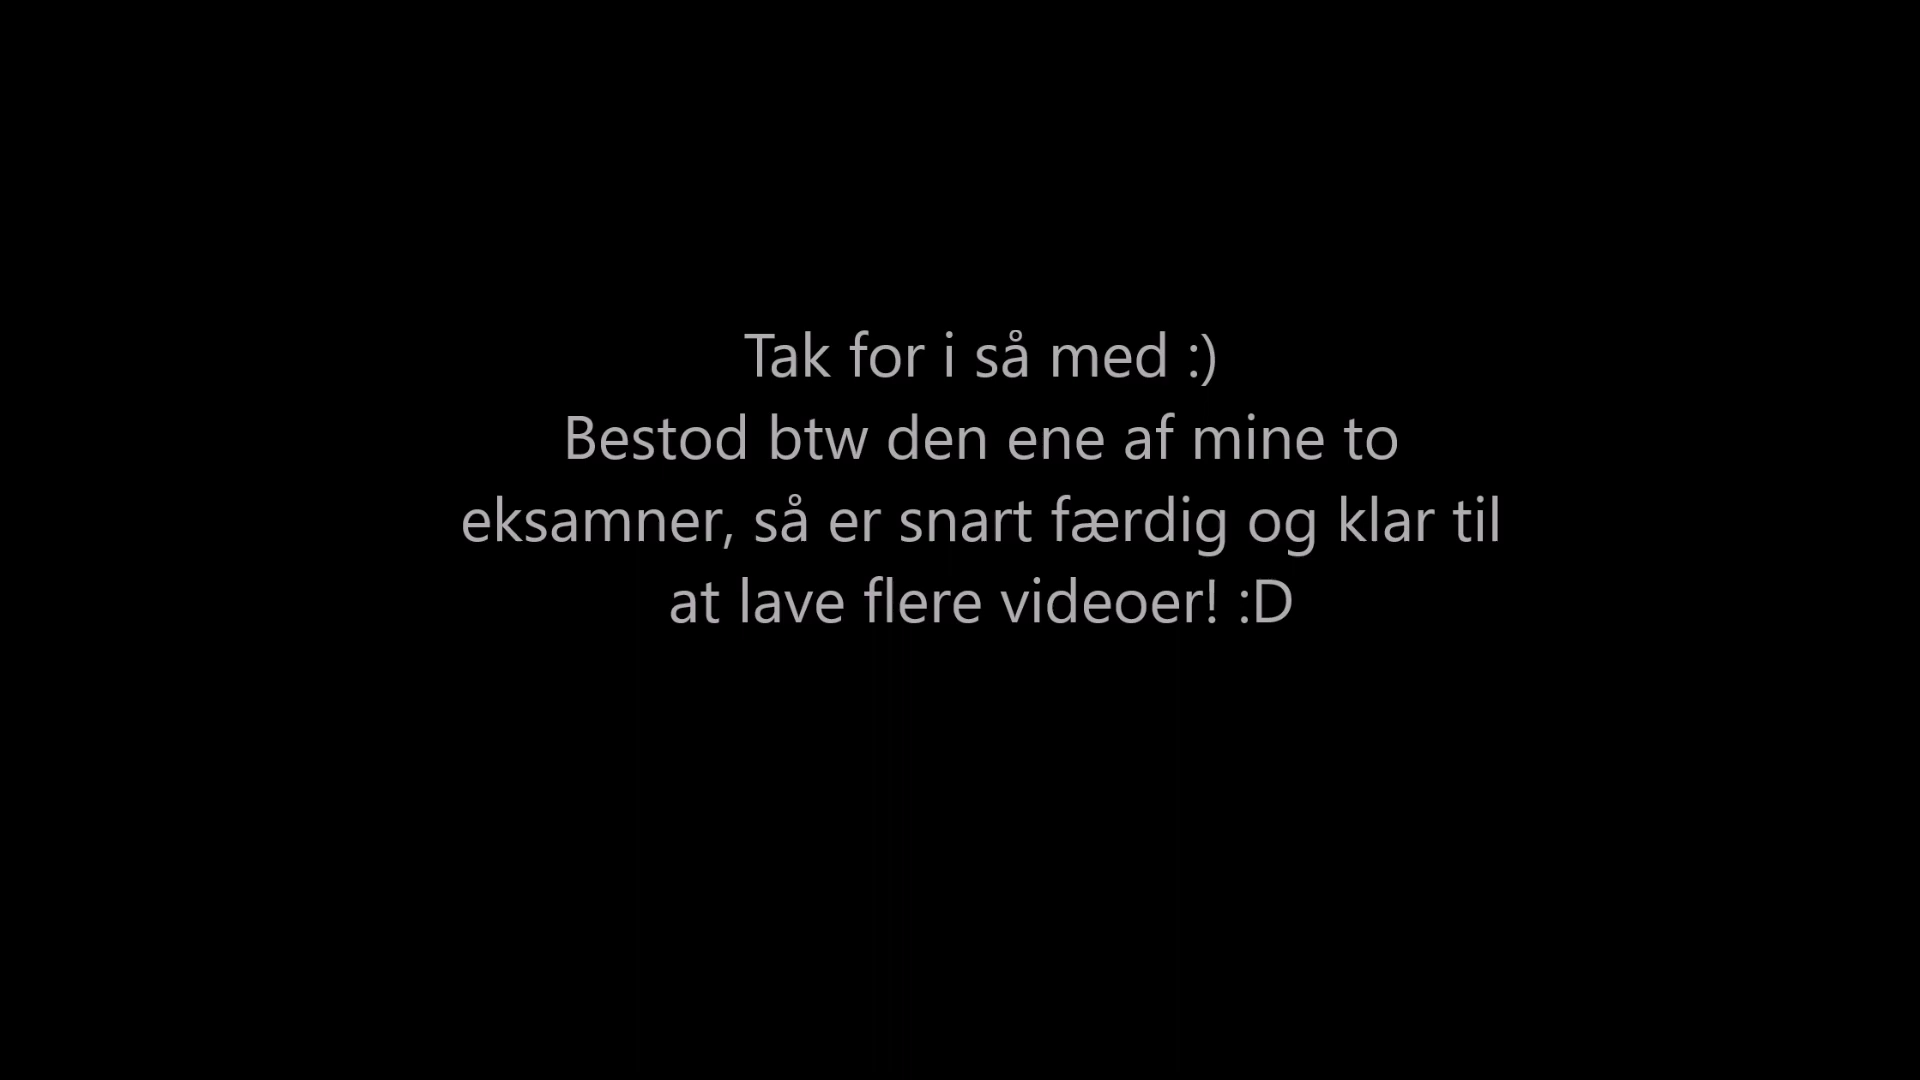 Tak for i så med :)
Bestod btw den ene af mine to
eksamner, så er snart færdig og klar til
at lave flere videoer! :D